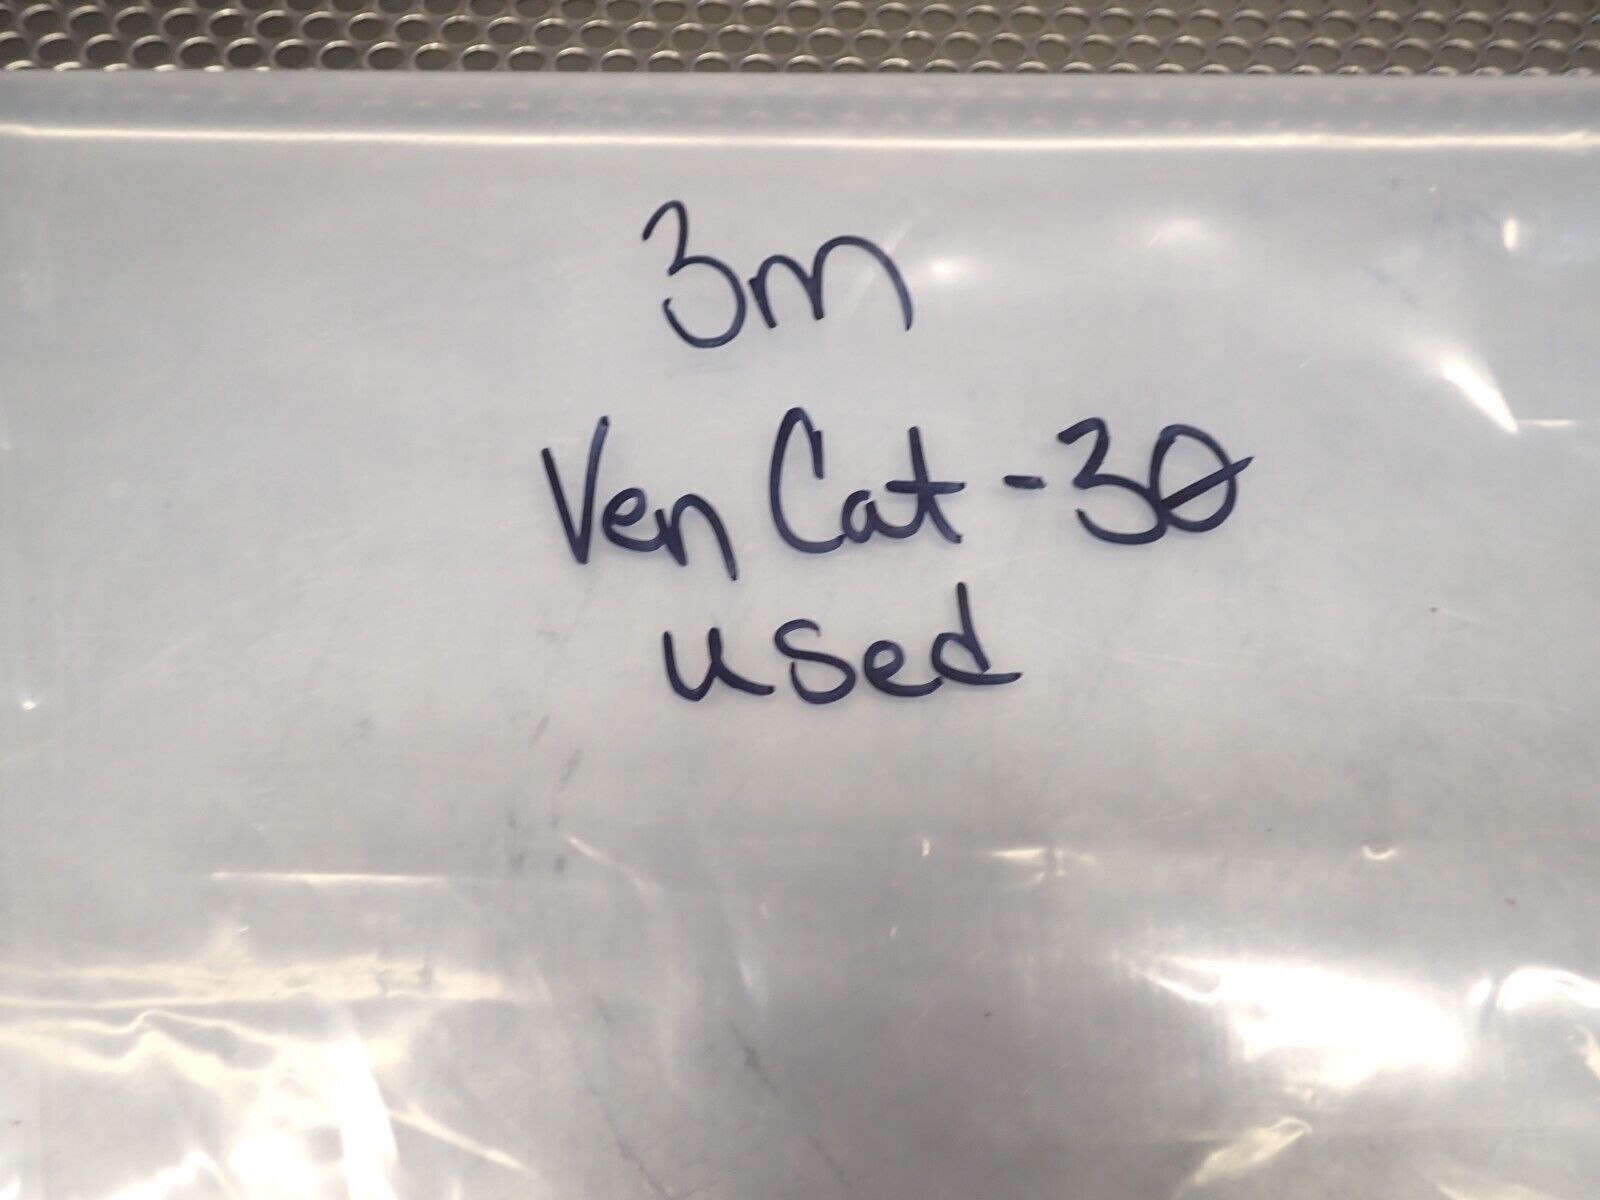 3m
Ven Cat-30
used